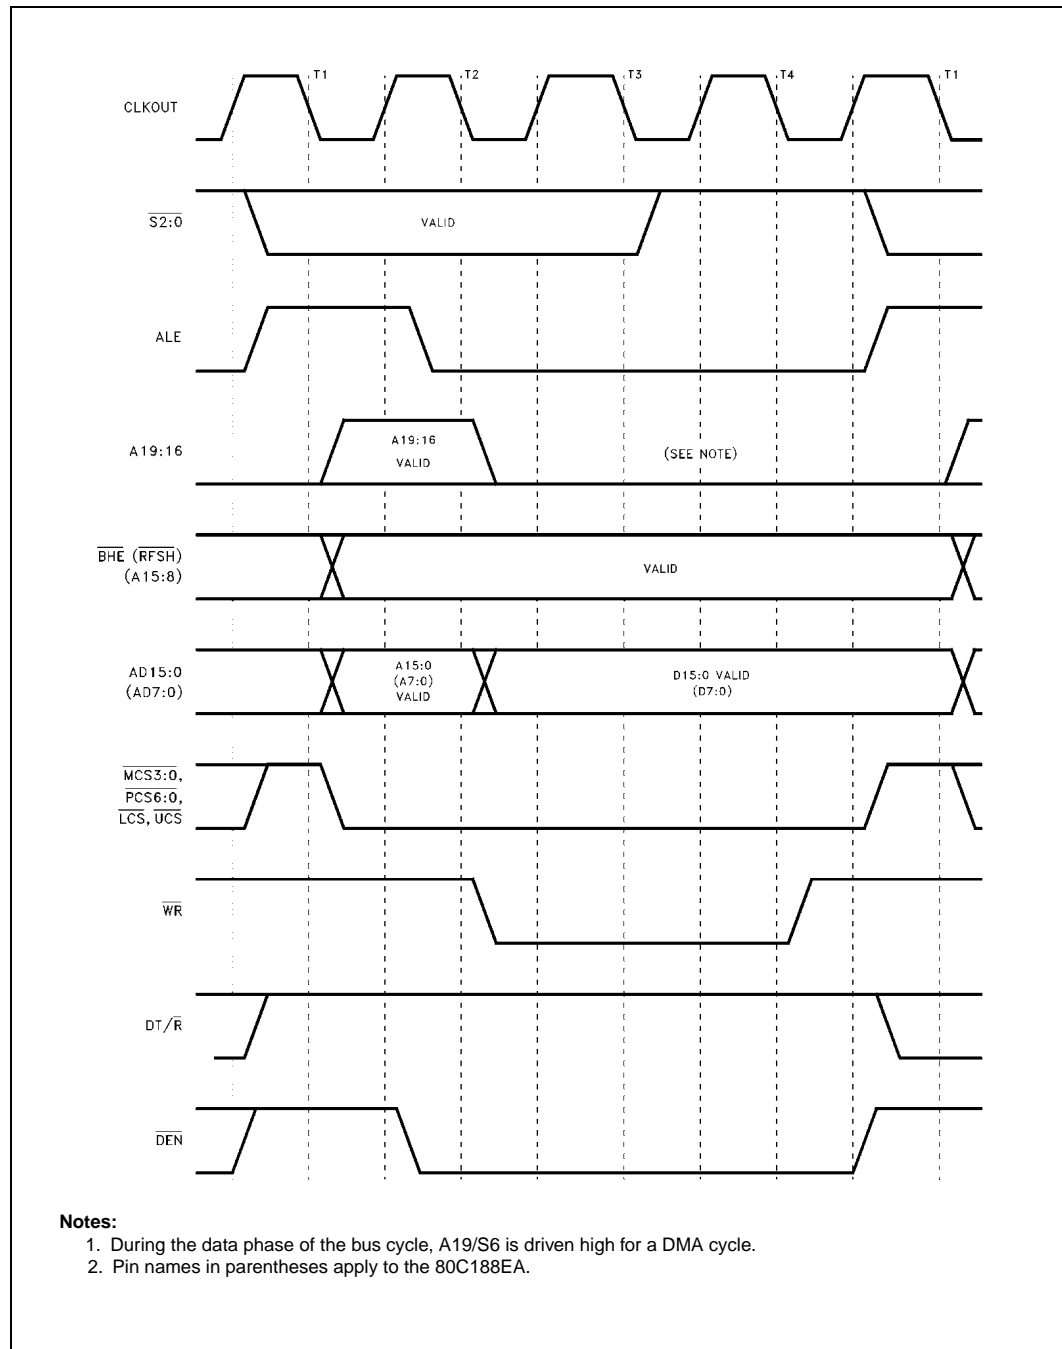 T1 T2 T3 T4 T1
CLKOUT
S2:0
VALID
ALE
A19:16
A19:16
VALID
(SEE NOTE)
BHE (RFSH)
(A15:8)
VALID
AD15:0
(AD7:0)
A15:0
(A7:0)
VALID
D15:0 VALID
(D7:0)
MCS3:0,
PCS6:0,
LCS, UCS
WR
DT/R
DEN
Notes:
1. During the data phase of the bus cycle, A19/S6 is driven high for a DMA cycle.
2. Pin names in parentheses apply to the 80C188EA.